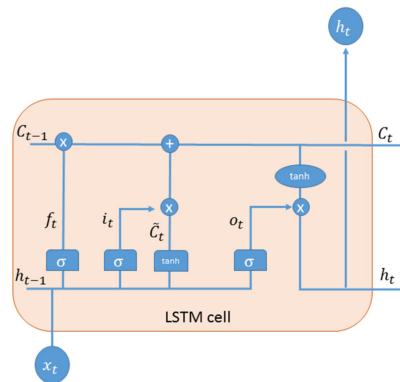 h_t
C_{t-1}
x
+
C_t
tanh
f_t
i_t
x
C̃_t
o_t
x
σ
σ
tanh
σ
h_{t-1}
h_t
LSTM cell
x_t